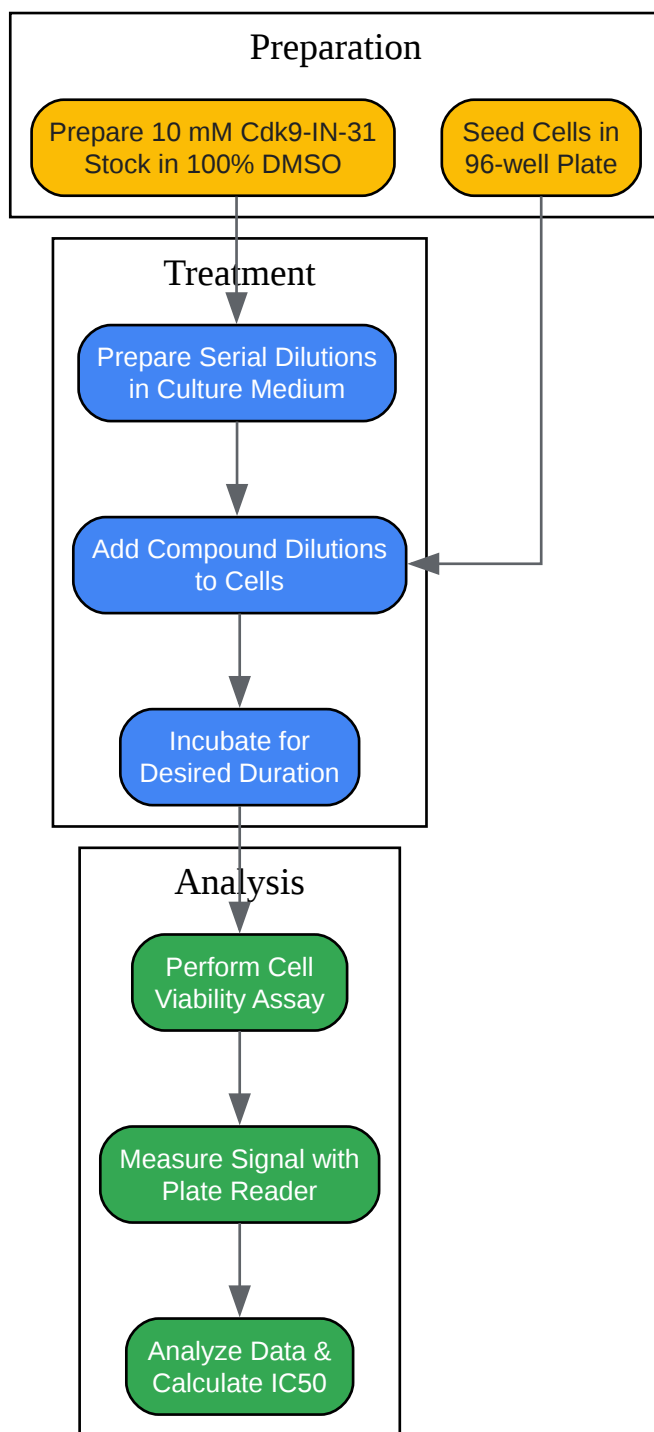 Preparation
Prepare 10 mM Cdk9-IN-31
Stock in 100% DMSO
Seed Cells in
96-well Plate
Treatment
Prepare Serial Dilutions
in Culture Medium
Add Compound Dilutions
to Cells
Incubate for
Desired Duration
Analysis
Perform Cell
Viability Assay
Measure Signal with
Plate Reader
Analyze Data &
Calculate IC50